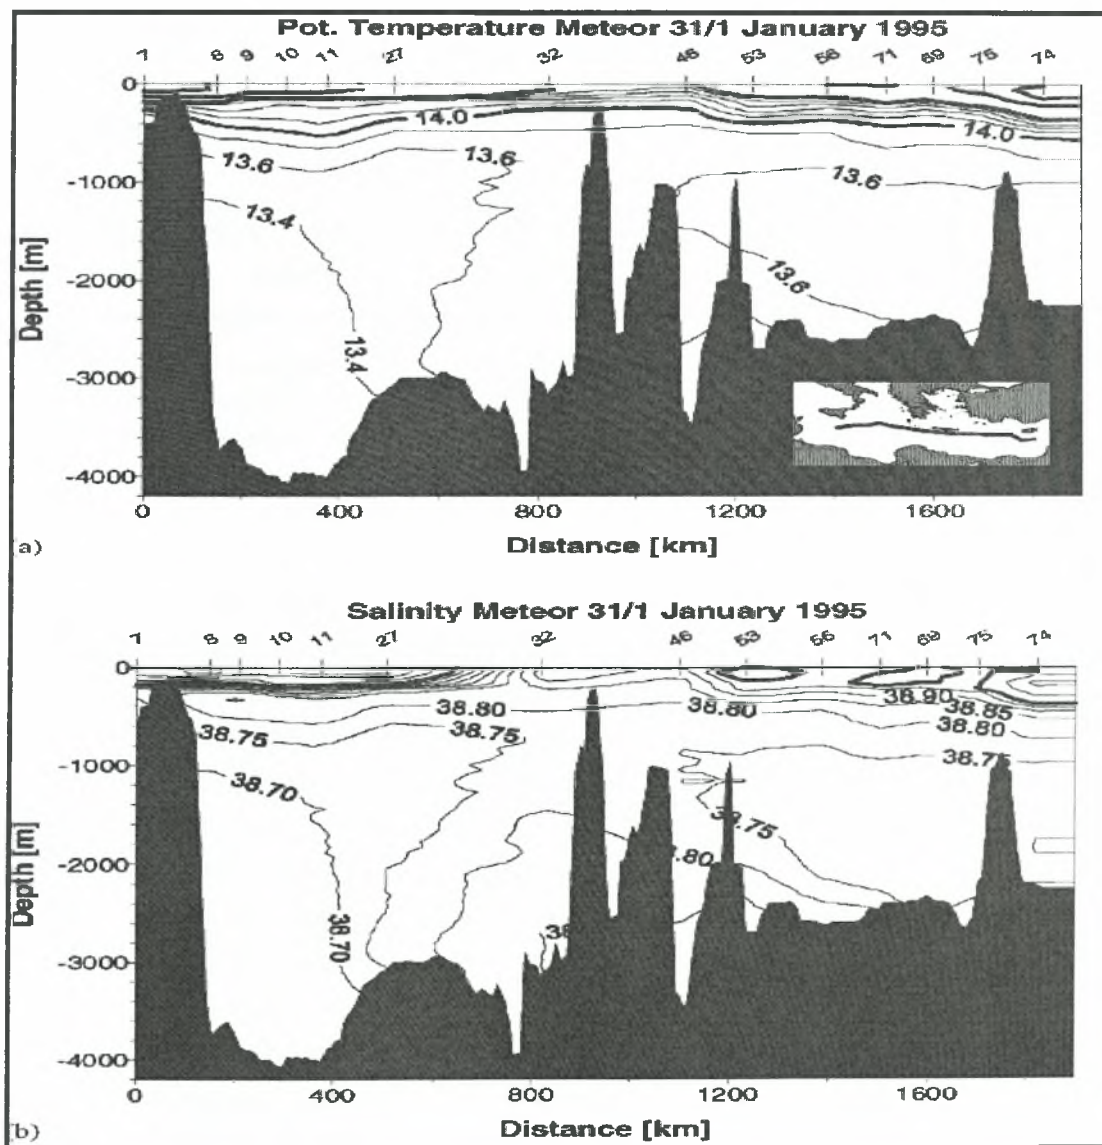 Pot. Temperature Meteor 31/1 January 1995
1 8 9 10 11 27 32 46 53 56 71 69 75 74
0
14.0
14.0
13.6
13.6
13.6
-1000
13.4
-2000
13.6
Depth [m]
13.4
-3000
-4000
0 400 800 1200 1600
(a)
Distance [km]
Salinity Meteor 31/1 January 1995
1 8 9 10 11 27 32 46 53 56 71 69 75 74
0
38.90
38.85
38.80
38.80
38.80
38.75
38.75
38.75
-1000
38.70
38.75
-2000
Depth [m]
38.70
-3000
-4000
0 400 800 1200 1600
(b)
Distance [km]